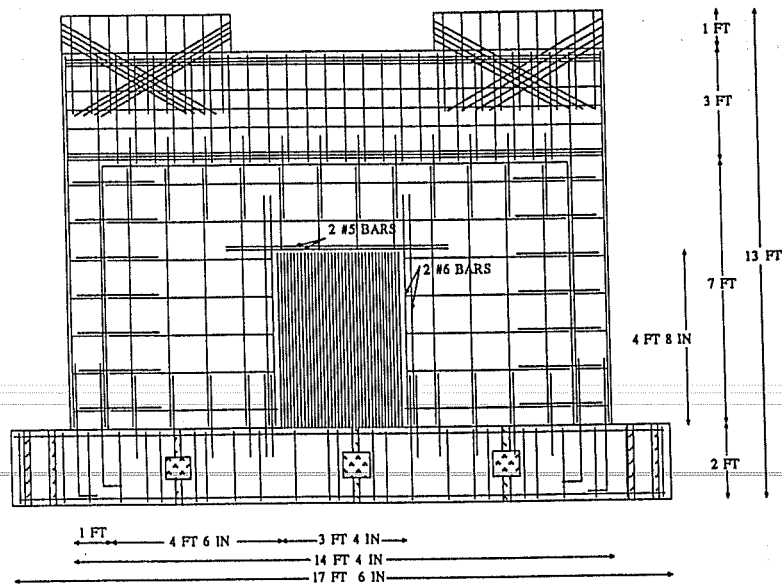 1 FT
3 FT
2 #5 BARS
2 #6 BARS
13 FT
7 FT
4 FT 8 IN
2 FT
1 FT
4 FT 6 IN
3 FT 4 IN
14 FT 4 IN
17 FT 6 IN